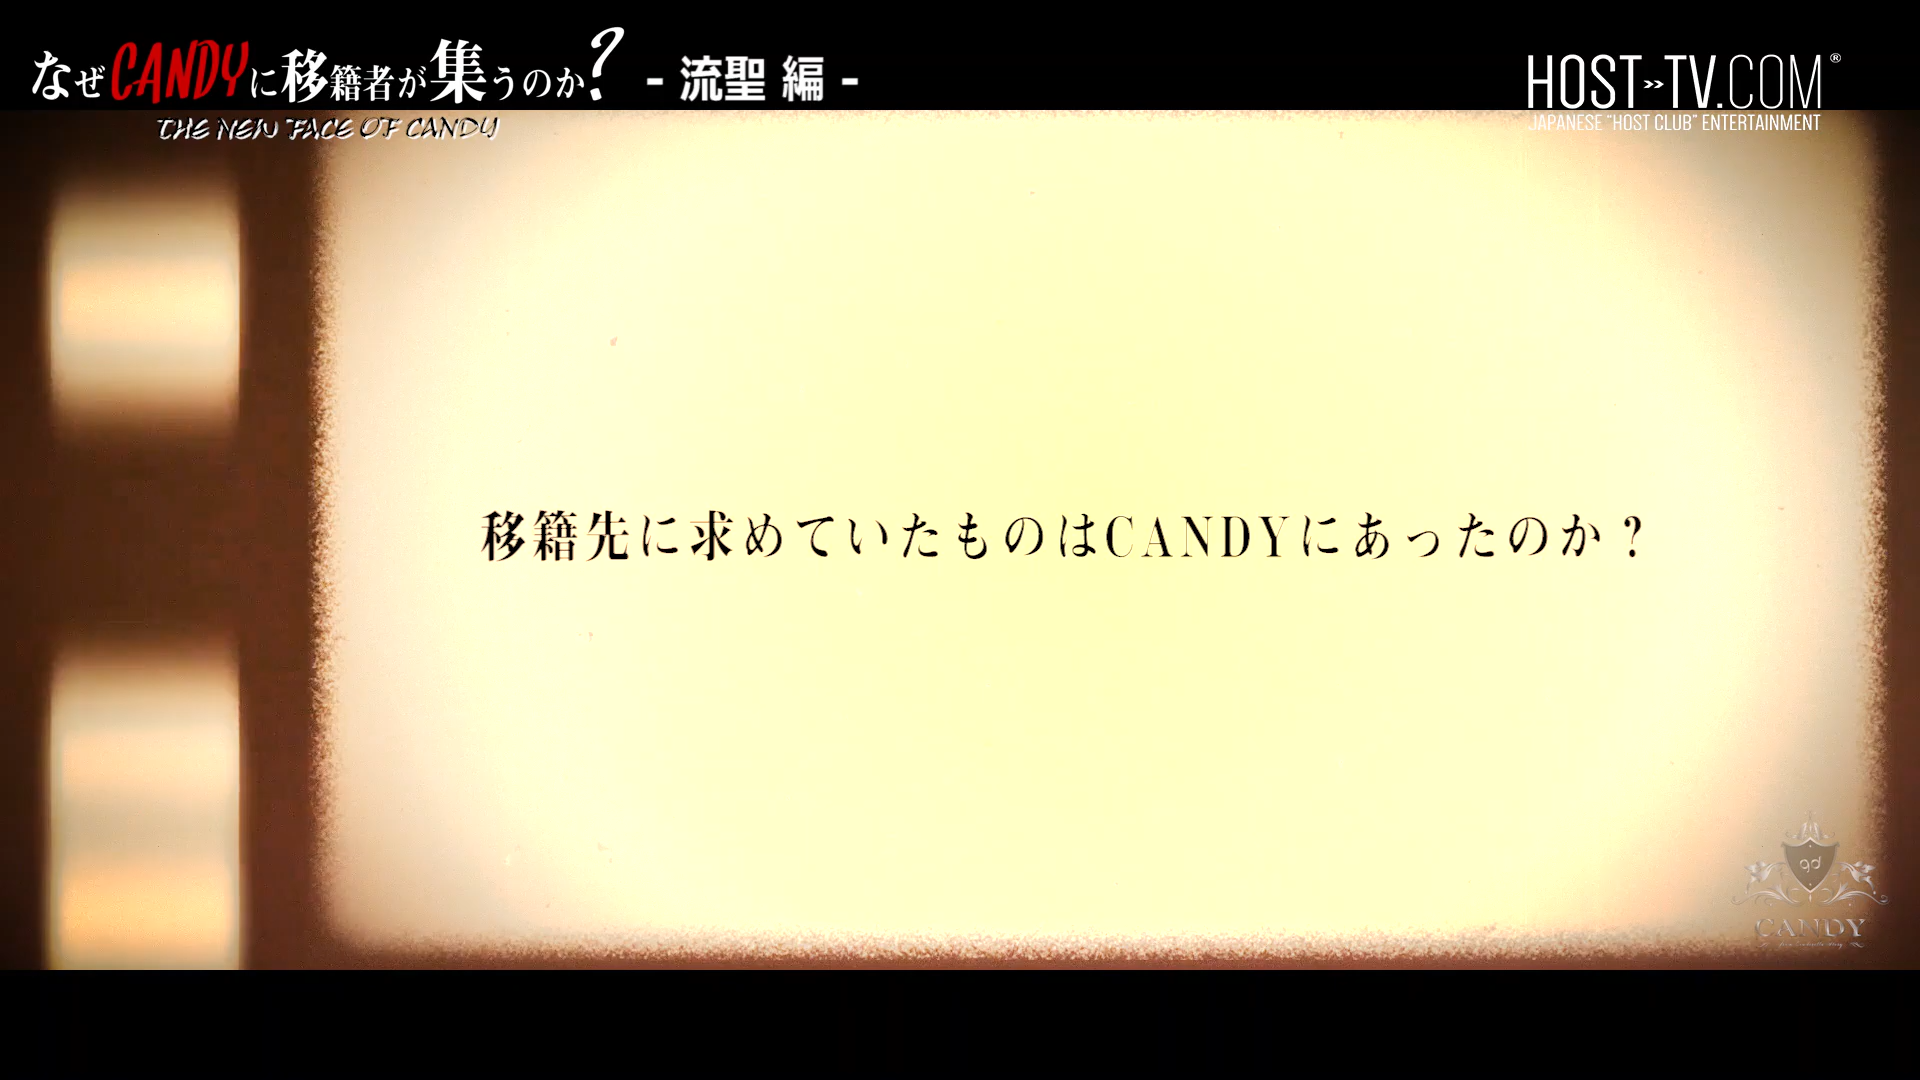 なぜCANDYに移籍者が集うのか? - 流聖 編 -
THE NEW FACE OF CANDY
HOST TV.COM®
JAPANESE "HOST CLUB" ENTERTAINMENT
移籍先に求めていたものはCANDYにあったのか？
gd
CANDY